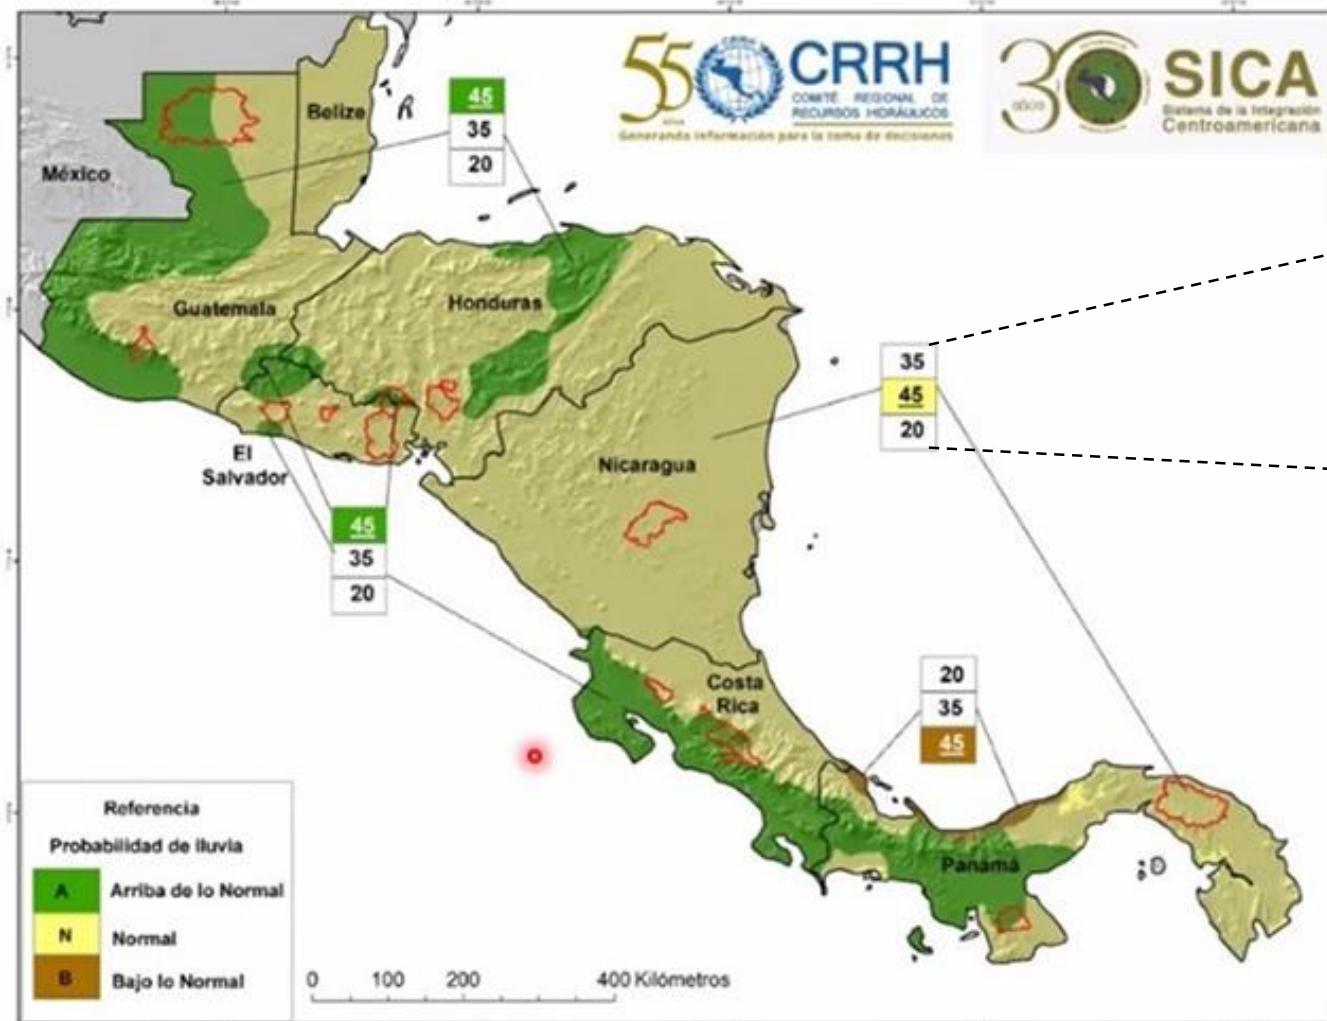 55
años
CRRH
COMITÉ REGIONAL DE
RECURSOS HIDRÁULICOS
Generando información para la toma de decisiones
30
años
SICA
Sistema de la Integración
Centroamericana
45
35
20
Belize
México
Guatemala
Honduras
35
45
20
El
Salvador
Nicaragua
45
35
20
Costa
Rica
20
35
45
Panamá
Referencia
Probabilidad de lluvia
A Arriba de lo Normal
N Normal
B Bajo lo Normal
0 100 200 400 Kilómetros